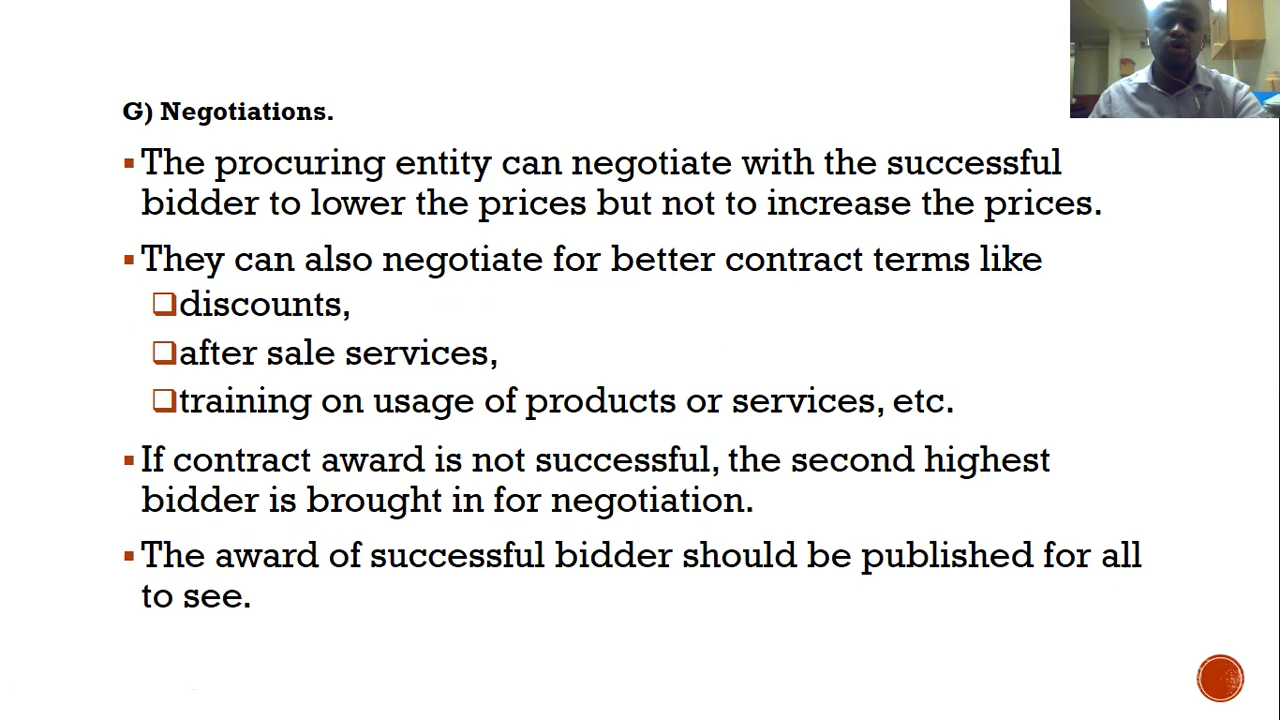 G) Negotiations.
The procuring entity can negotiate with the successful
bidder to lower the prices but not to increase the prices.
They can also negotiate for better contract terms like
discounts,
after sale services,
training on usage of products or services, etc.
If contract award is not successful, the second highest
bidder is brought in for negotiation.
The award of successful bidder should be published for all
to see.